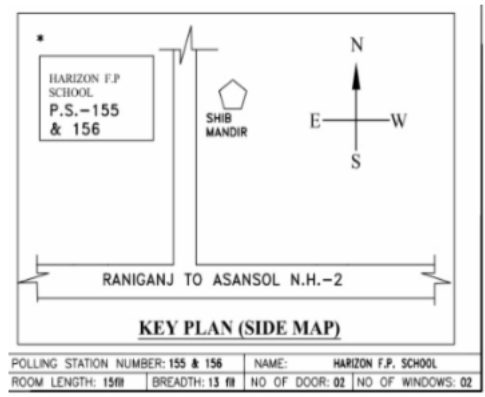 *
HARIZON F.P
SCHOOL
P.S.-155
& 156
SHIB
MANDIR
N
E W
S
RANIGANJ TO ASANSOL N.H.-2
KEY PLAN (SIDE MAP)
POLLING STATION NUMBER: 155 & 156 NAME: HARIZON F.P. SCHOOL
ROOM LENGTH: 15fit BREADTH: 13 fit NO OF DOOR: 02 NO OF WINDOWS: 02